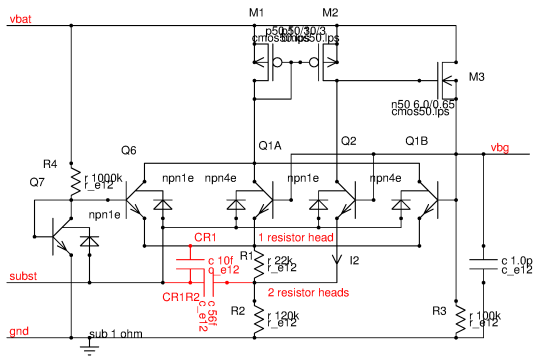 M1
M2
vbat
p50 30/3
cmos50.lps
M3
n50 6.0/0.65
cmos50.lps
Q6
Q1A
Q2
Q1B
vbg
R4
Q7
r 1000k
r_e12
npn1e
npn4e
npn1e
npn4e
npn1e
CR1
1 resistor head
c 10f
c_e12
R1
r 22k
r_e12
I2
c 1.0p
c_e12
subst
CR1R2
2 resistor heads
c 56f
c_e12
R2
r 120k
r_e12
R3
r 100k
r_e12
gnd
sub 1 ohm